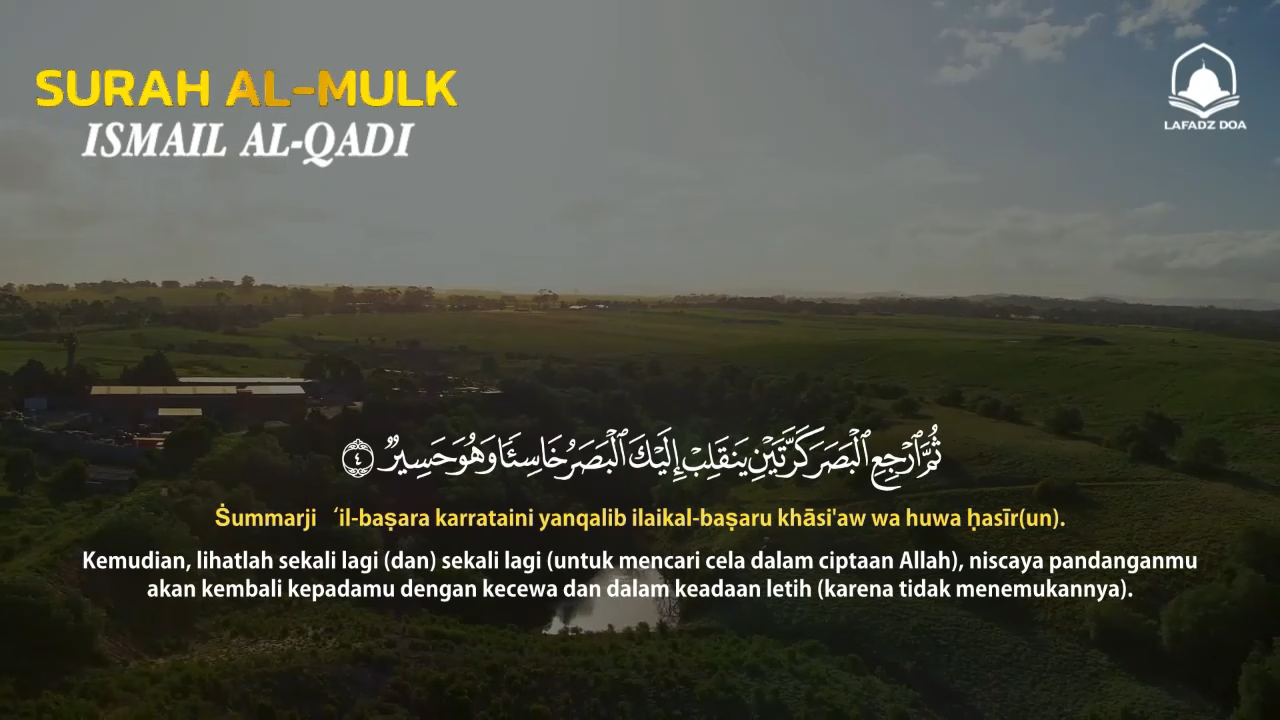 SURAH AL-MULK
ISMAIL AL-QADI
LAFADZ DOA
ثُمَّ ٱرْجِعِ ٱلْبَصَرَ كَرَّتَيْنِ يَنقَلِبْ إِلَيْكَ ٱلْبَصَرُ خَاسِئًا وَهُوَ حَسِيرٌ ٤
Ṡummarji ‘il-baṣara karrataini yanqalib ilaikal-baṣaru khāsi'aw wa huwa ḥasīr(un).
Kemudian, lihatlah sekali lagi (dan) sekali lagi (untuk mencari cela dalam ciptaan Allah), niscaya pandanganmu
akan kembali kepadamu dengan kecewa dan dalam keadaan letih (karena tidak menemukannya).